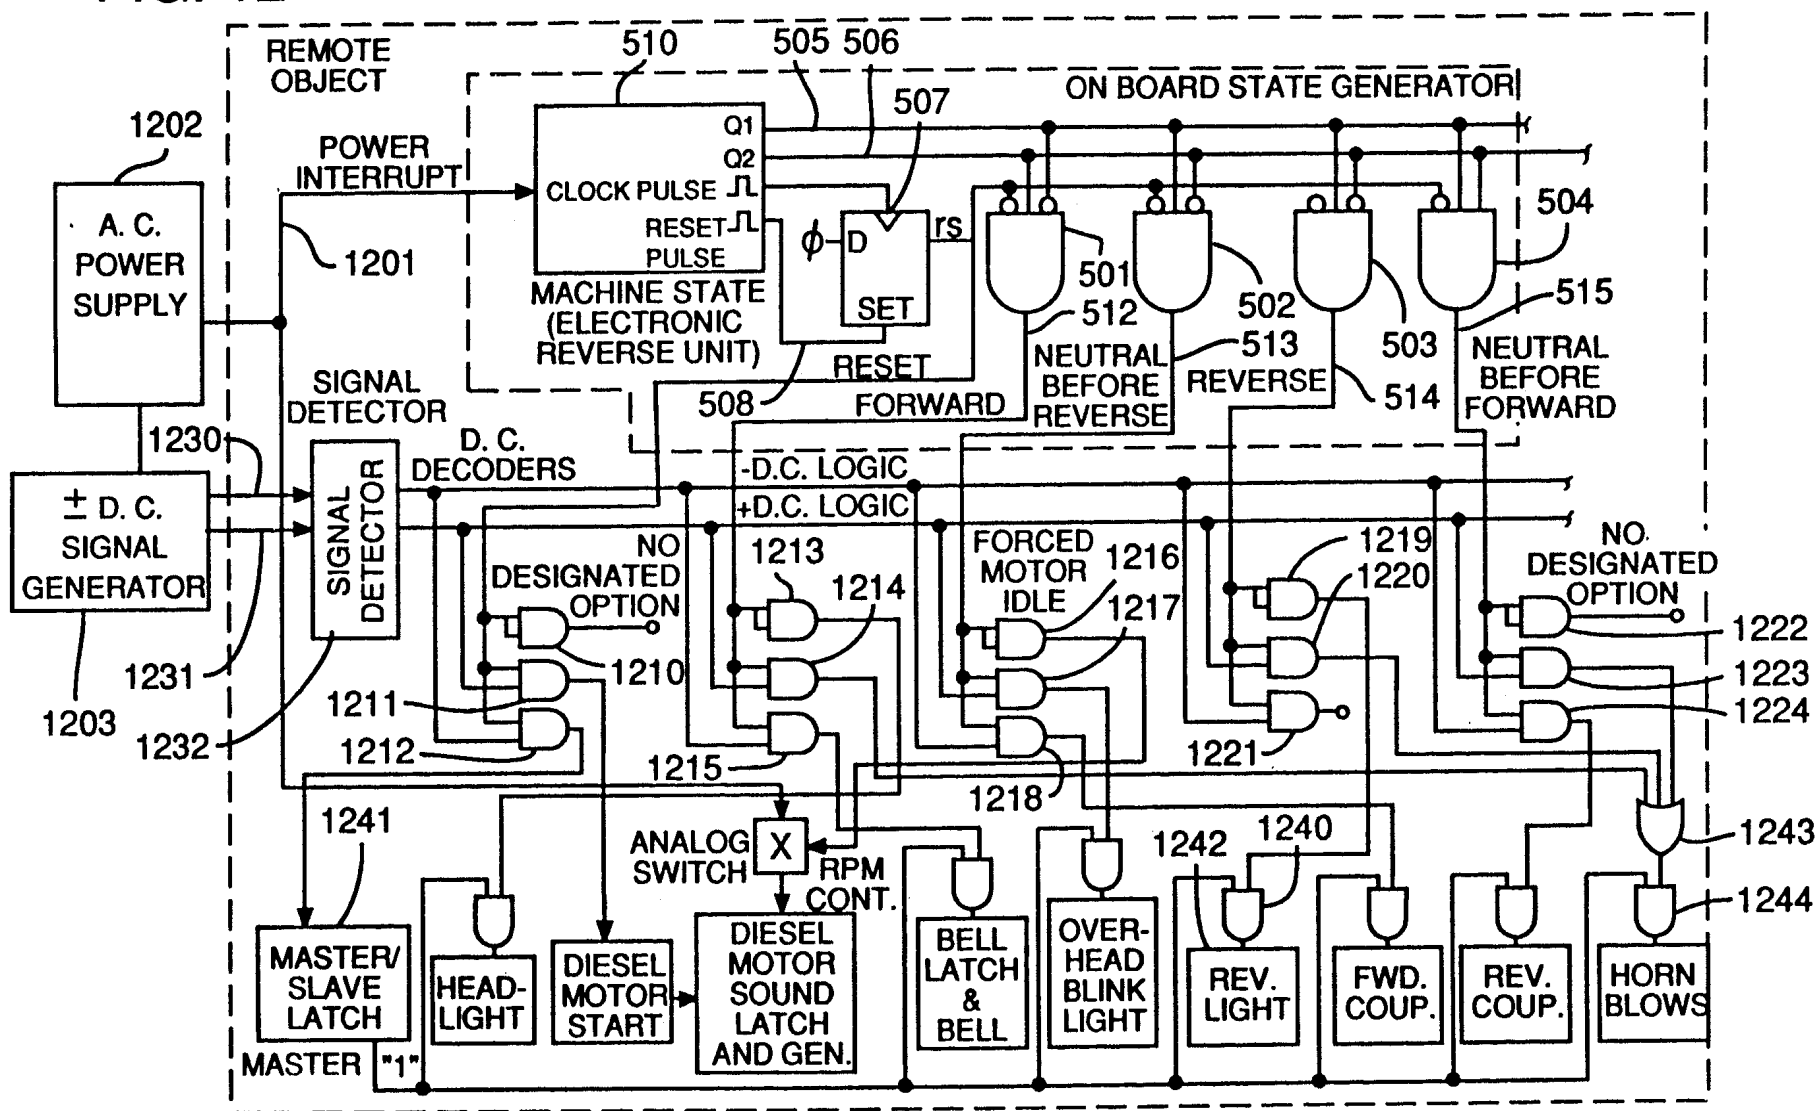 REMOTE
OBJECT
510
505 506
ON BOARD STATE GENERATOR
507
1202
POWER
INTERRUPT
Q1
Q2
CLOCK PULSE
RESET
PULSE
A. C.
POWER
SUPPLY
1201
ϕ
D
rs
SET
504
501
502
503
515
MACHINE STATE
(ELECTRONIC
REVERSE UNIT)
512
513
514
RESET
508
FORWARD
NEUTRAL
BEFORE
REVERSE
REVERSE
NEUTRAL
BEFORE
FORWARD
SIGNAL
DETECTOR
1230
D. C.
DECODERS
-D.C. LOGIC
+D.C. LOGIC
± D. C.
SIGNAL
GENERATOR
SIGNAL
DETECTOR
NO
DESIGNATED
OPTION
1213
1214
FORCED
MOTOR
IDLE
1216
1217
1219
1220
NO.
DESIGNATED
OPTION
1222
1223
1224
1231
1203
1232
1210
1211
1212
1215
1218
1221
1241
ANALOG
SWITCH
X
RPM
CONT.
1242
1240
1243
1244
MASTER/
SLAVE
LATCH
HEAD-
LIGHT
DIESEL
MOTOR
START
DIESEL
MOTOR
SOUND
LATCH
AND GEN.
BELL
LATCH
&
BELL
OVER-
HEAD
BLINK
LIGHT
REV.
LIGHT
FWD.
COUP.
REV.
COUP.
HORN
BLOWS
MASTER "1"